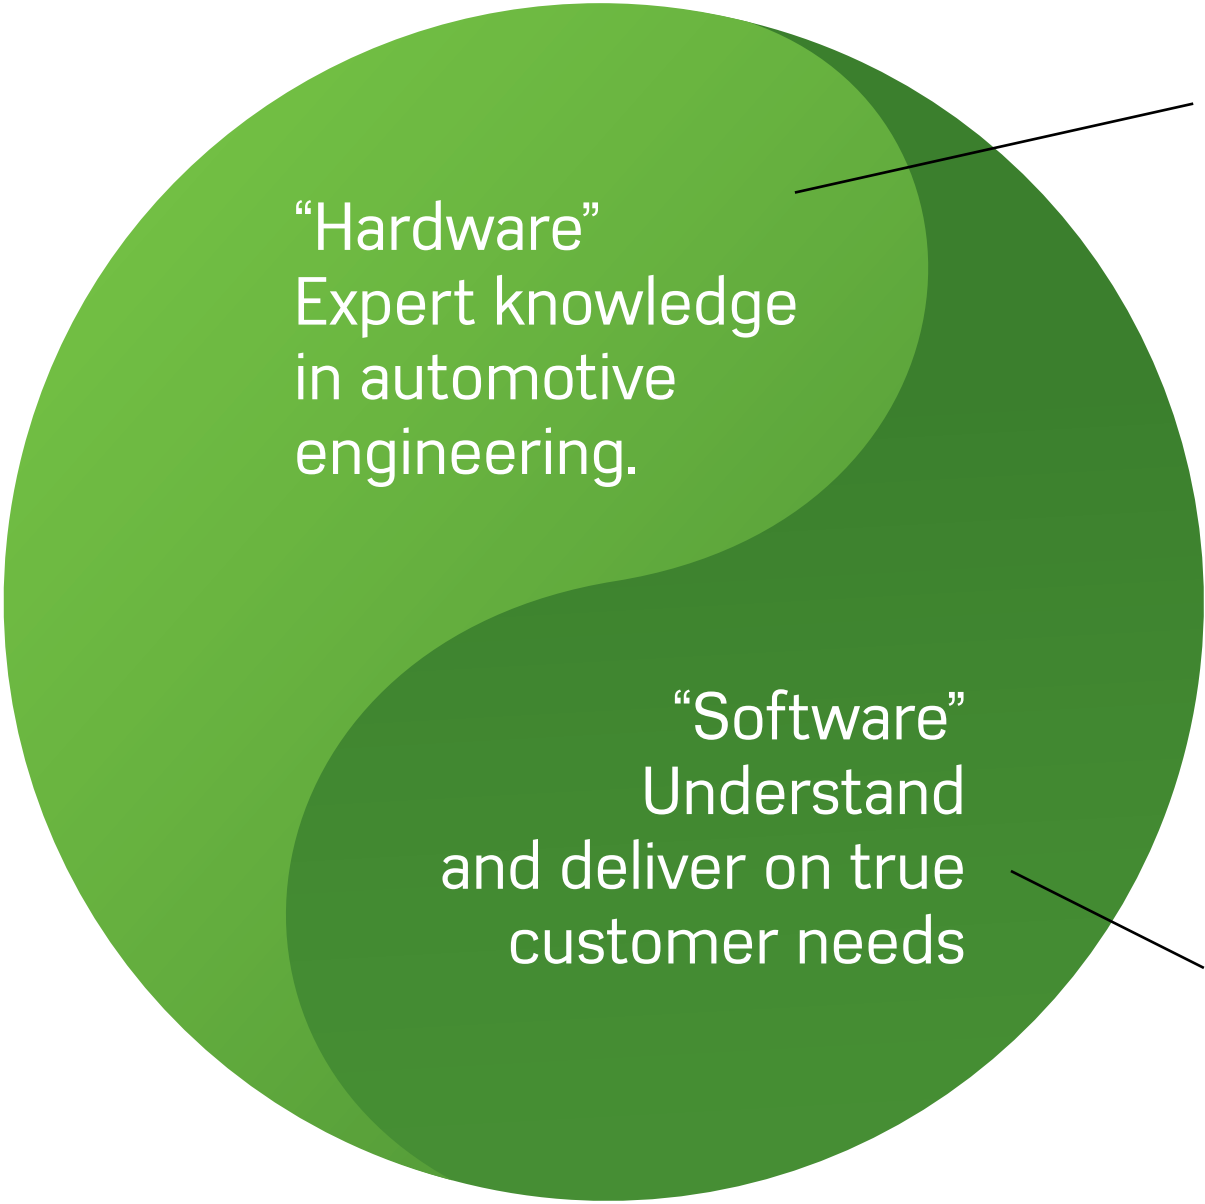 “Hardware”
Expert knowledge
in automotive
engineering.
“Software”
Understand
and deliver on true
customer needs